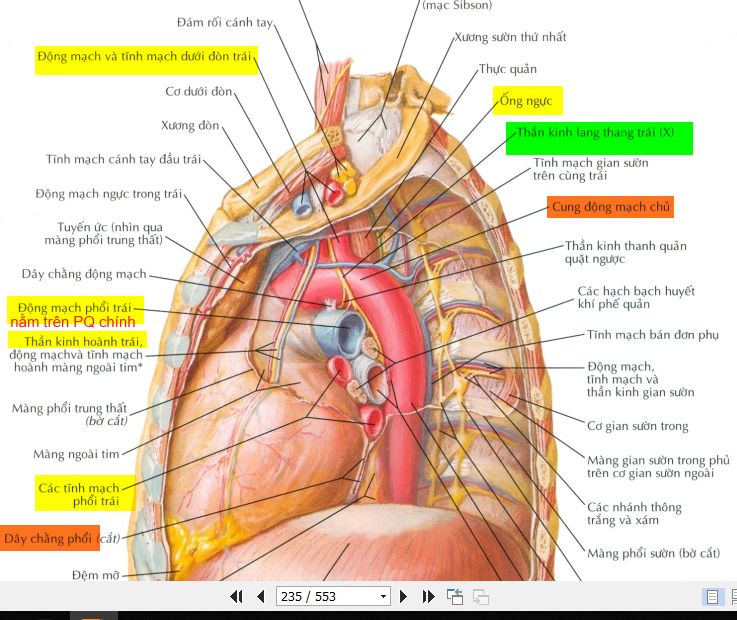 (mạc Sibson)
Đám rối cánh tay
Xương sườn thứ nhất
Động mạch và tĩnh mạch dưới đòn trái
Thực quản
Cơ dưới đòn
Ống ngực
Xương đòn
Thần kinh lang thang trái (X)
Tĩnh mạch cánh tay đầu trái
Tĩnh mạch gian sườn
trên cùng trái
Động mạch ngực trong trái
Cung động mạch chủ
Tuyến ức (nhìn qua
màng phổi trung thất)
Thần kinh thanh quản
quặt ngược
Dây chằng động mạch
Các hạch bạch huyết
khí phế quản
Động mạch phổi trái
nằm trên PQ chính
Tĩnh mạch bán đơn phụ
Thần kinh hoành trái,
động mạchvà tĩnh mạch
hoành màng ngoài tim*
Động mạch,
tĩnh mạch và
thần kinh gian sườn
Màng phổi trung thất
(bờ cắt)
Cơ gian sườn trong
Màng ngoài tim
Màng gian sườn trong phủ
trên cơ gian sườn ngoài
Các tĩnh mạch
phổi trái
Các nhánh thông
trắng và xám
Dây chằng phổi (cắt)
Màng phổi sườn (bờ cắt)
Đệm mỡ
235 / 553